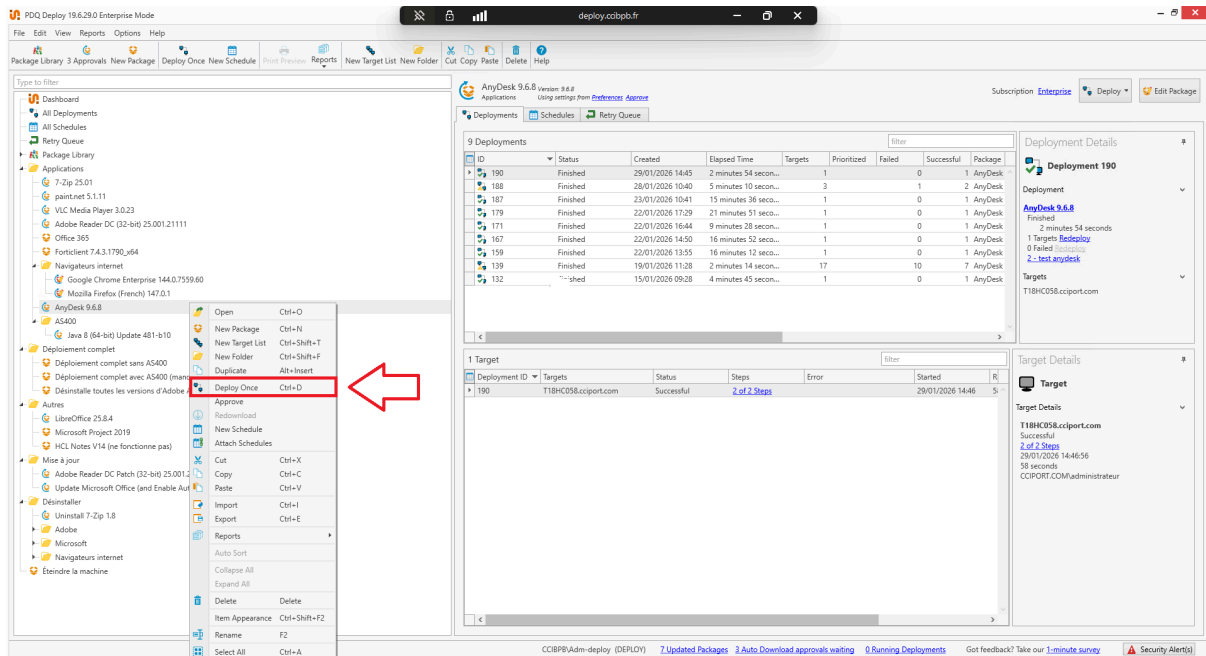 PDQ Deploy 19.6.29.0 Enterprise Mode
deploy.ccibpb.fr
File Edit View Reports Options Help
Package Library 3 Approvals New Package Deploy Once New Schedule Print Preview Reports New Target List New Folder Cut Copy Paste Delete Help
Type to filter
Dashboard
All Deployments
All Schedules
Retry Queue
Package Library
Applications
7-Zip 25.01
paint.net 5.1.11
VLC Media Player 3.0.23
Adobe Reader DC (32-bit) 25.001.21111
Office 365
Forticlient 7.4.3.1790_x64
Navigateurs internet
Google Chrome Enterprise 144.0.7559.60
Mozilla Firefox (French) 147.0.1
AnyDesk 9.6.8
AS400
Java 8 (64-bit) Update 481-b10
Déploiement complet
Déploiement complet sans AS400
Déploiement complet avec AS400 (manu
Désinstalle toutes les versions d'Adobe A
Autres
LibreOffice 25.8.4
Microsoft Project 2019
HCL Notes V14 (ne fonctionne pas)
Mise à jour
Adobe Reader DC Patch (32-bit) 25.001.2
Update Microsoft Office (and Enable Aut
Désinstaller
Uninstall 7-Zip 1.8
Adobe
Microsoft
Navigateurs internet
Éteindre la machine
Open Ctrl+O
New Package Ctrl+N
New Target List Ctrl+Shift+T
New Folder Ctrl+Shift+F
Duplicate Alt+Insert
Deploy Once Ctrl+D
Approve
Redownload
New Schedule
Attach Schedules
Cut Ctrl+X
Copy Ctrl+C
Paste Ctrl+V
Import Ctrl+I
Export Ctrl+E
Reports
Auto Sort
Collapse All
Expand All
Delete Delete
Item Appearance Ctrl+Shift+F2
Rename F2
Select All Ctrl+A
AnyDesk 9.6.8 Version: 9.6.8
Applications Using settings from Preferences Approve
Subscription Enterprise Deploy Edit Package
Deployments Schedules Retry Queue
9 Deployments filter
ID Status Created Elapsed Time Targets Prioritized Failed Successful Package
190 Finished 29/01/2026 14:45 2 minutes 54 secon... 1 0 1 AnyDesk
188 Finished 28/01/2026 10:40 5 minutes 10 secon... 3 1 2 AnyDesk
187 Finished 23/01/2026 10:41 15 minutes 36 seco... 1 0 1 AnyDesk
179 Finished 22/01/2026 17:29 21 minutes 51 secon... 1 0 1 AnyDesk
171 Finished 22/01/2026 16:44 9 minutes 28 secon... 1 0 1 AnyDesk
167 Finished 22/01/2026 14:50 16 minutes 52 seco... 1 0 1 AnyDesk
159 Finished 22/01/2026 13:55 16 minutes 12 seco... 1 0 1 AnyDesk
139 Finished 19/01/2026 11:28 2 minutes 14 secon... 17 10 7 AnyDesk
132 15/01/2026 09:28 4 minutes 45 secon... 1 0 1 AnyDesk
Deployment Details
Deployment 190
Deployment
AnyDesk 9.6.8
Finished
2 minutes 54 seconds
1 Targets Redeploy
0 Failed Redeploy
2 - test anydesk
Targets
T18HC058.cciport.com
1 Target filter
Deployment ID Targets Status Steps Error Started R
190 T18HC058.cciport.com Successful 2 of 2 Steps 29/01/2026 14:46 58
Target Details
Target
Target Details
T18HC058.cciport.com
Successful
2 of 2 Steps
29/01/2026 14:46:56
58 seconds
CCIPORT.COM\administrateur
CCIBPB\Adm-deploy (DEPLOY) 7 Updated Packages 3 Auto Download approvals waiting 0 Running Deployments Got feedback? Take our 1-minute survey Security Alert(s)